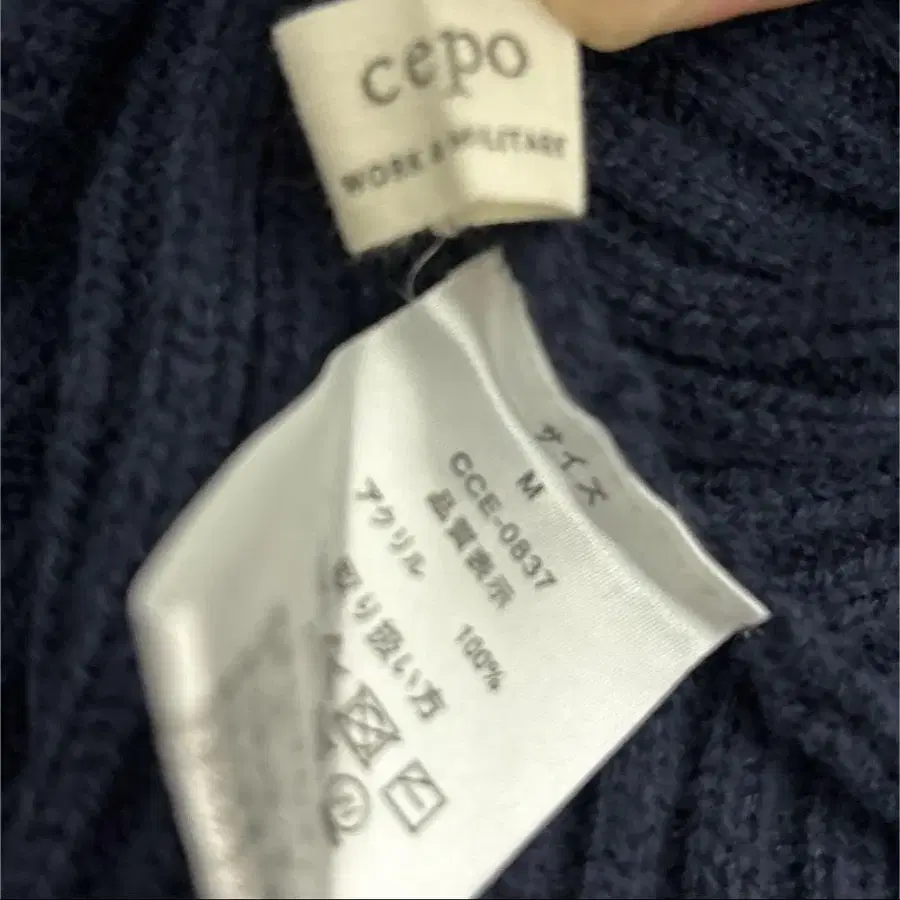 cepo
WORK & MILITARY
サイズ
M
CCE-0837
品質表示
アクリル 100%
取り扱い方